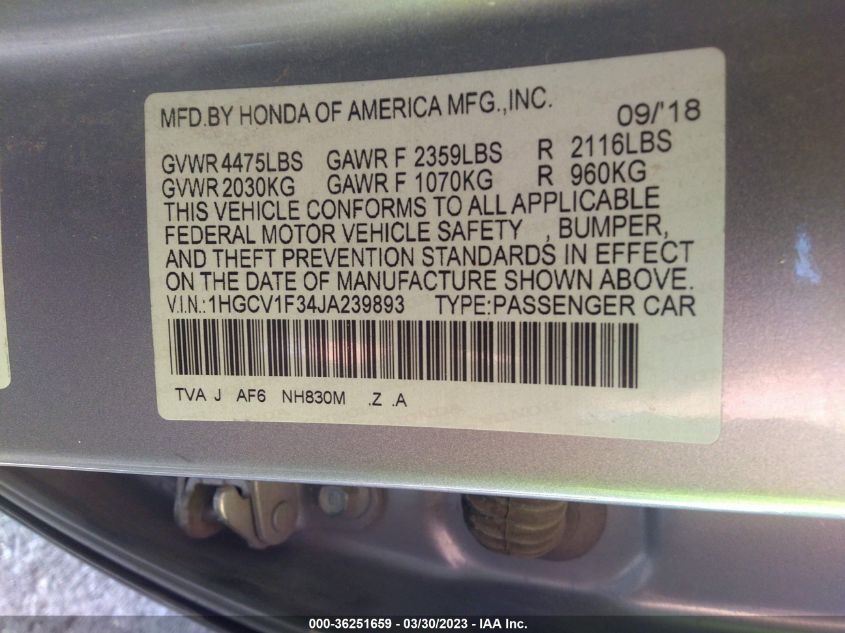 MFD.BY HONDA OF AMERICA MFG.,INC. 09/'18
GVWR 4475LBS GAWR F 2359LBS R 2116LBS
GVWR 2030KG GAWR F 1070KG R 960KG
THIS VEHICLE CONFORMS TO ALL APPLICABLE
FEDERAL MOTOR VEHICLE SAFETY , BUMPER,
AND THEFT PREVENTION STANDARDS IN EFFECT
ON THE DATE OF MANUFACTURE SHOWN ABOVE.
V.I.N.:1HGCV1F34JA239893 TYPE:PASSENGER CAR
TVA J AF6 NH830M .Z .A
000-36251659 — 03/30/2023 — IAA Inc.